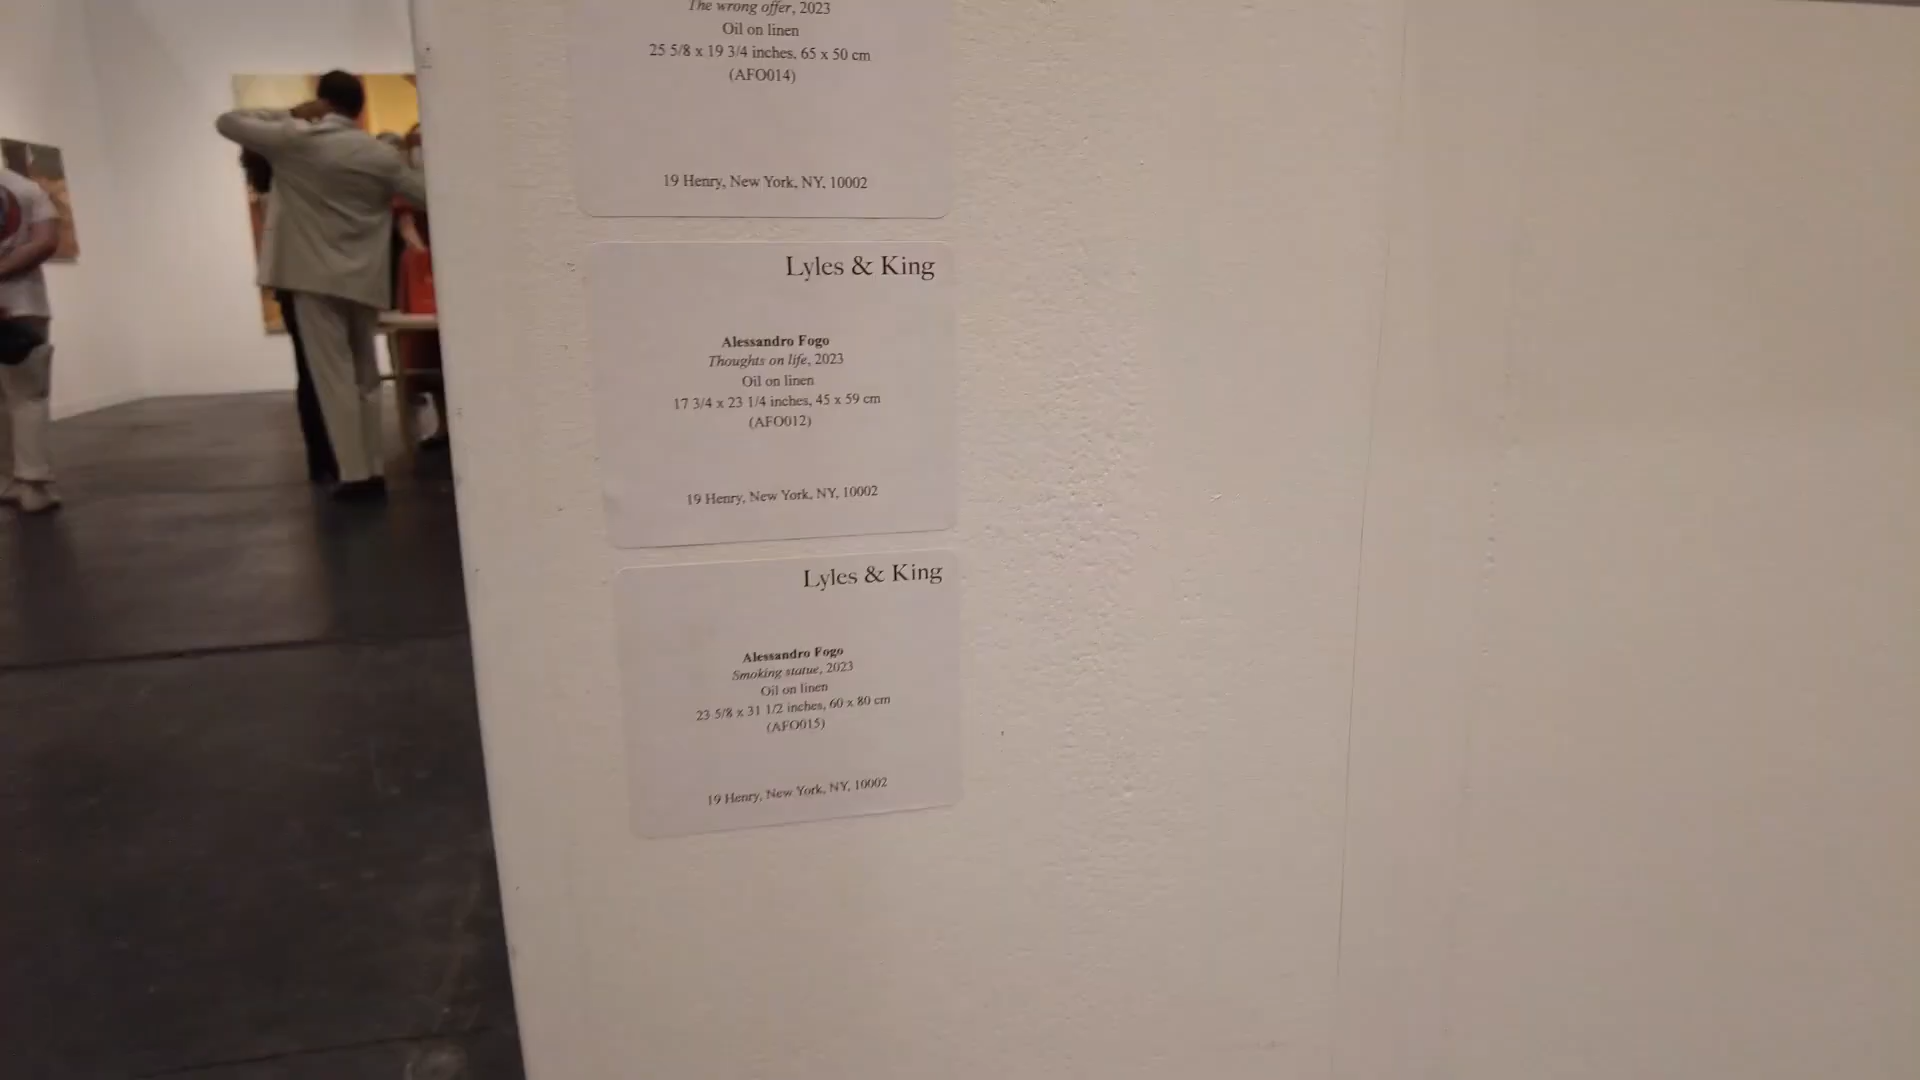 The wrong offer, 2023
Oil on linen
25 5/8 x 19 3/4 inches, 65 x 50 cm
(AFO014)
19 Henry, New York, NY, 10002
Lyles & King
Alessandro Fogo
Thoughts on life, 2023
Oil on linen
17 3/4 x 23 1/4 inches, 45 x 59 cm
(AFO012)
19 Henry, New York, NY, 10002
Lyles & King
Alessandro Fogo
Smoking statue, 2023
Oil on linen
23 5/8 x 31 1/2 inches, 60 x 80 cm
(AFO015)
19 Henry, New York, NY, 10002